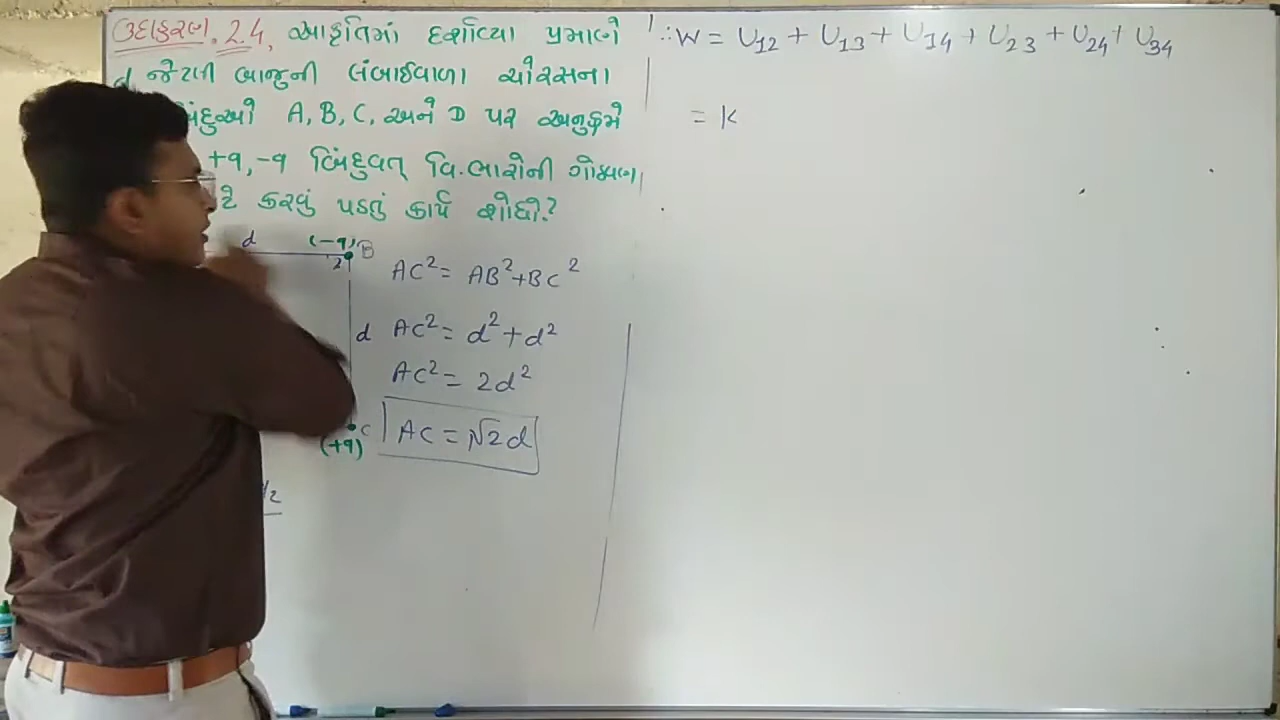 ઉદાહરણ. 2.4, આકૃતિમાં દર્શાવ્યા પ્રમાણે
d જેટલી બાજુની લંબાઈવાળા ચોરસના
A, B, C, અને D પર અનુક્રમે
+q, -q બિંદુવત્ વિ.ભારોની ગોઠવણ
કરવું પડતું કાર્ય શોધો?
d (-q) B
2
d
C
(+q)
AC² = AB² + BC²
AC² = d² + d²
AC² = 2d²
AC = √2d
∴ W = U12 + U13 + U14 + U23 + U24 + U34
= K